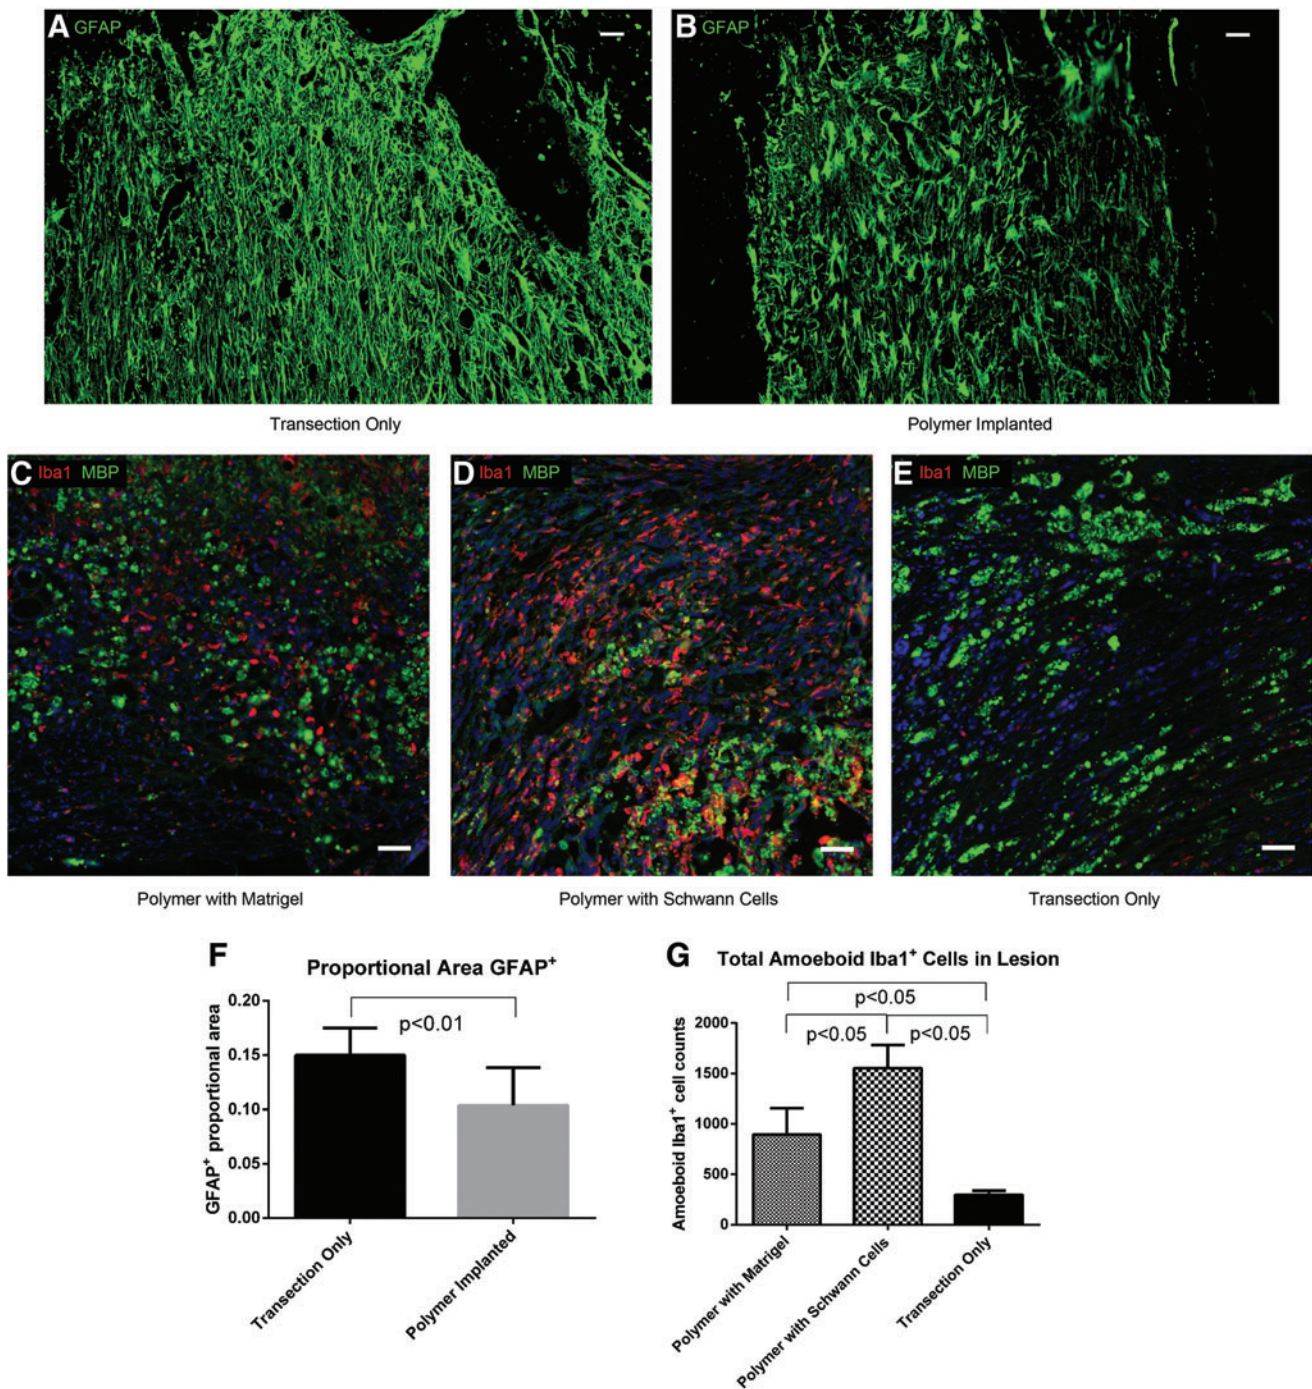 A GFAP
B GFAP
Transection Only
Polymer Implanted
C Iba1 MBP
D Iba1 MBP
E Iba1 MBP
Polymer with Matrigel
Polymer with Schwann Cells
Transection Only
F
Proportional Area GFAP⁺
GFAP⁺ proportional area
0.20
0.15
0.10
0.05
0.00
p<0.01
Transection Only
Polymer Implanted
G
Total Amoeboid Iba1⁺ Cells in Lesion
Amoeboid Iba1⁺ cell counts
2000
1500
1000
500
0
p<0.05
p<0.05
p<0.05
Polymer with Matrigel
Polymer with Schwann Cells
Transection Only